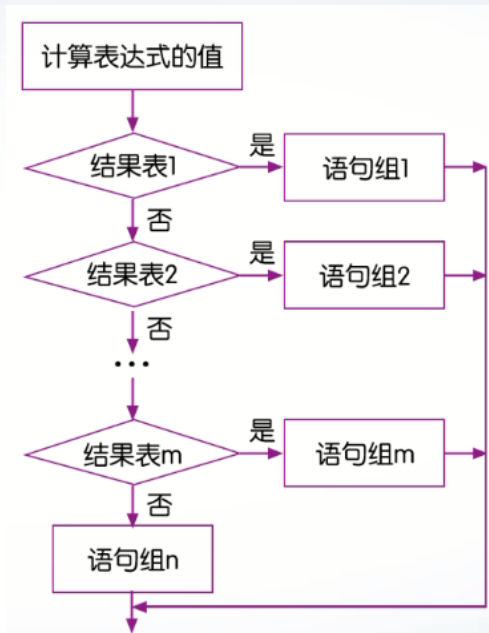 计算表达式的值
结果表1
是
语句组1
否
结果表2
是
语句组2
否
···
结果表m
是
语句组m
否
语句组n